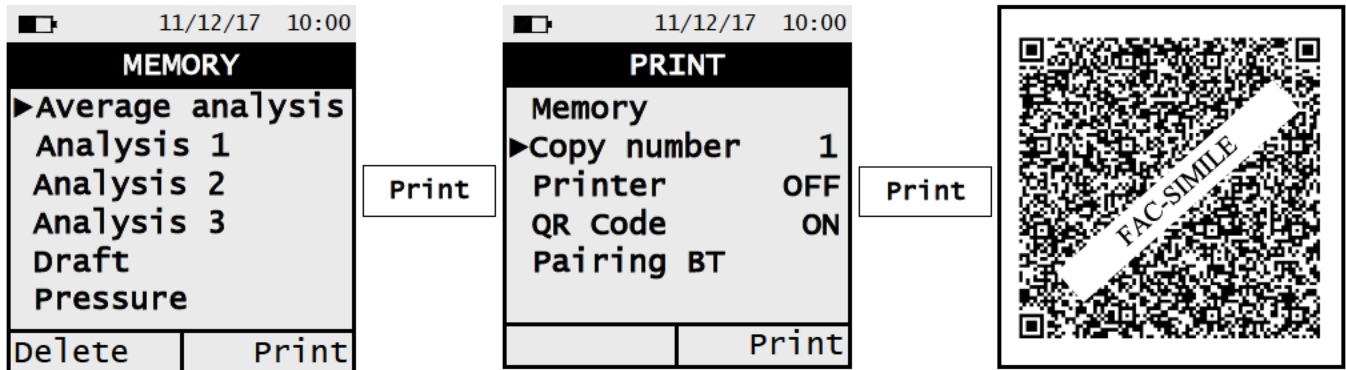 11/12/17 10:00
MEMORY
▶Average analysis
Analysis 1
Analysis 2
Analysis 3
Draft
Pressure
Delete Print
Print
11/12/17 10:00
PRINT
Memory
▶Copy number 1
Printer OFF
QR Code ON
Pairing BT
Print
Print
FAC-SIMILE